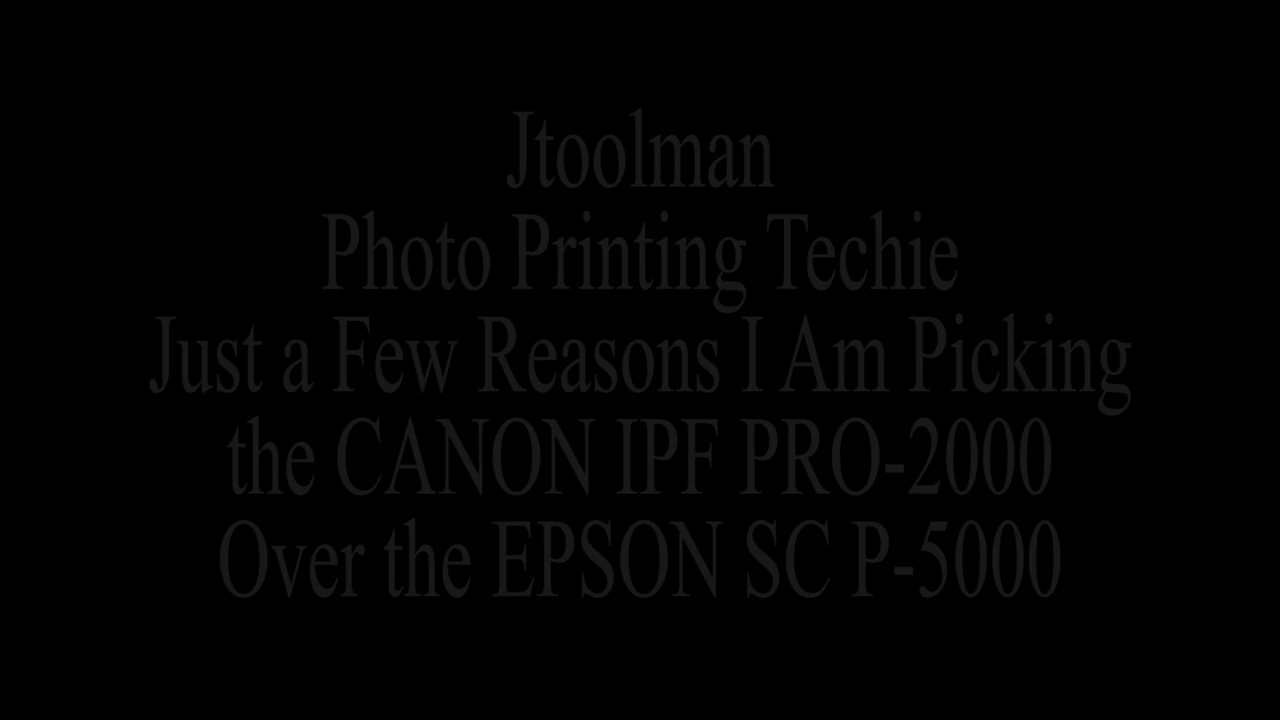 Jtoolman
Photo Printing Techie
Just a Few Reasons I Am Picking
the CANON IPF PRO-2000
Over the EPSON SC P-5000